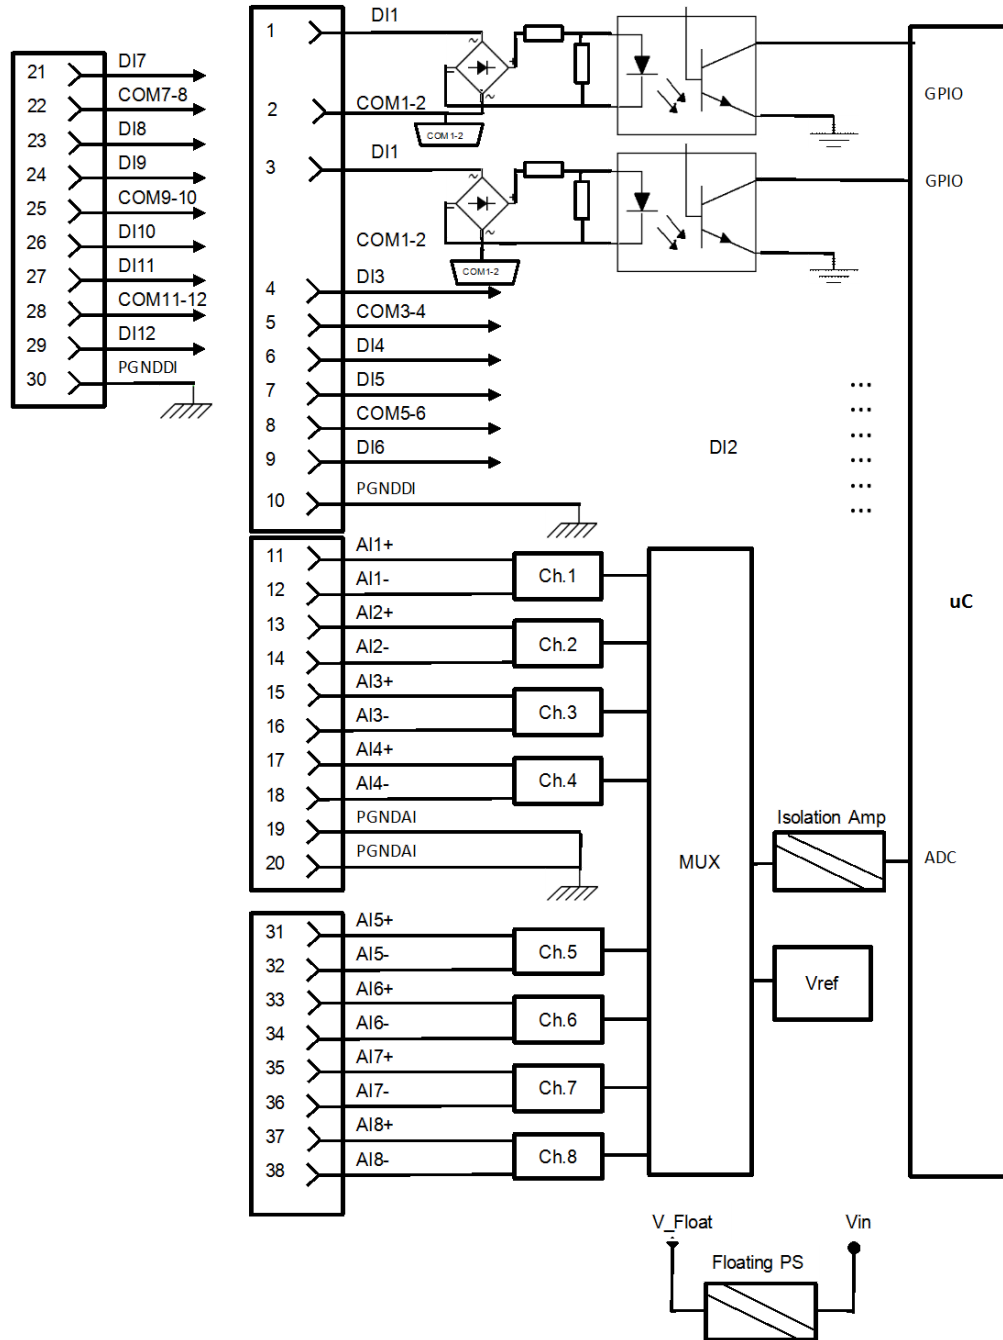 21 DI7
22 COM7-8
23 DI8
24 DI9
25 COM9-10
26 DI10
27 DI11
28 COM11-12
29 DI12
30 PGNDDI
1 DI1
2 COM1-2
COM1-2
3 DI1
COM1-2
COM1-2
4 DI3
5 COM3-4
6 DI4
7 DI5
8 COM5-6
9 DI6
10 PGNDDI
DI2
...
...
...
...
...
...
GPIO
GPIO
uC
ADC
11 AI1+
12 AI1-
Ch.1
13 AI2+
14 AI2-
Ch.2
15 AI3+
16 AI3-
Ch.3
17 AI4+
18 AI4-
Ch.4
19 PGNDAI
20 PGNDAI
MUX
Isolation Amp
Vref
31 AI5+
32 AI5-
Ch.5
33 AI6+
34 AI6-
Ch.6
35 AI7+
36 AI7-
Ch.7
37 AI8+
38 AI8-
Ch.8
V_Float Vin
Floating PS